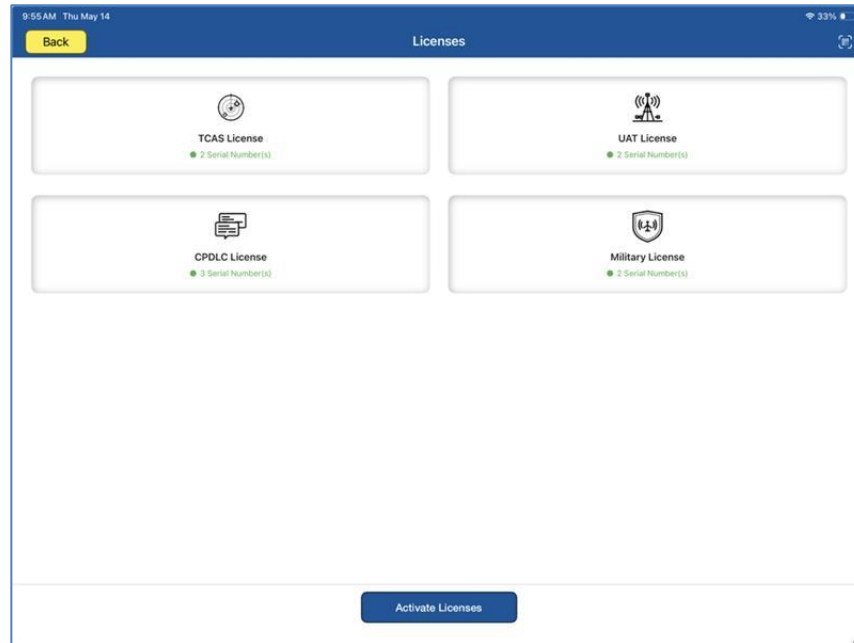 9:55 AM Thu May 14
33%
Back
Licenses
TCAS License
2 Serial Number(s)
UAT License
2 Serial Number(s)
CPDLC License
3 Serial Number(s)
Military License
2 Serial Number(s)
Activate Licenses